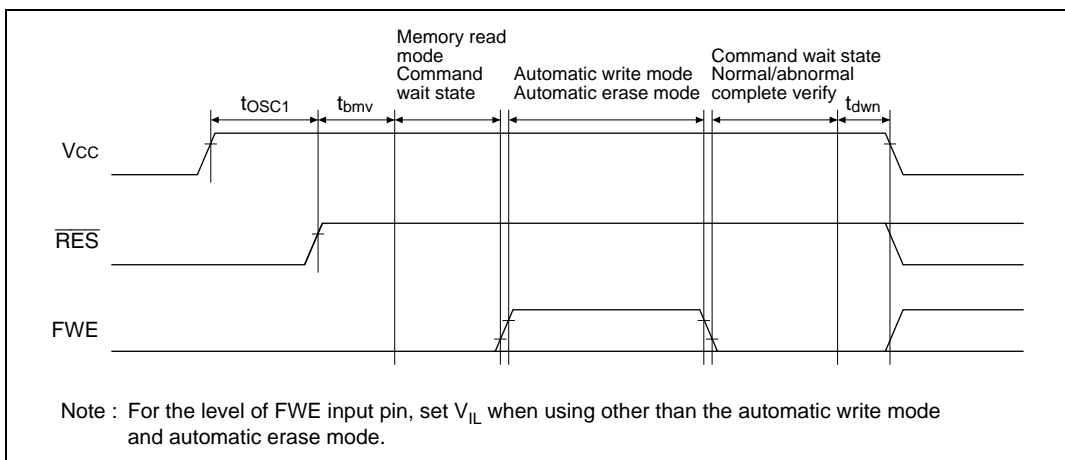 Memory read
mode
Command
wait state
Automatic write mode
Automatic erase mode
Command wait state
Normal/abnormal
complete verify
tOSC1
tbmv
tdwn
VCC
RES
FWE
Note : For the level of FWE input pin, set VIL when using other than the automatic write mode
and automatic erase mode.